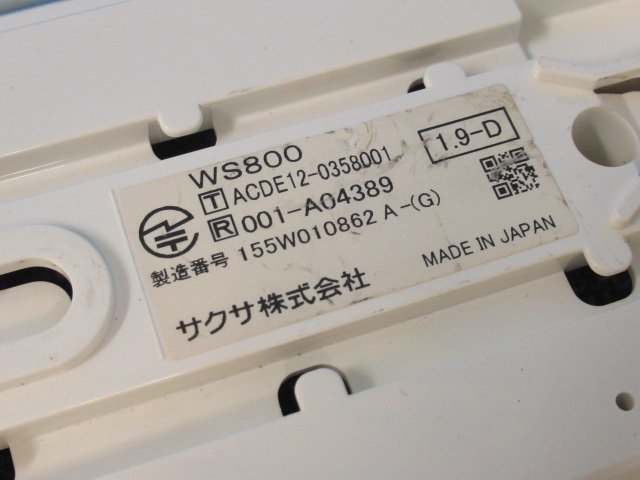 WS800
1.9-D
T ACDE12-0358001
R 001-A04389
製造番号 155W010862 A-(G)
サクサ株式会社
MADE IN JAPAN